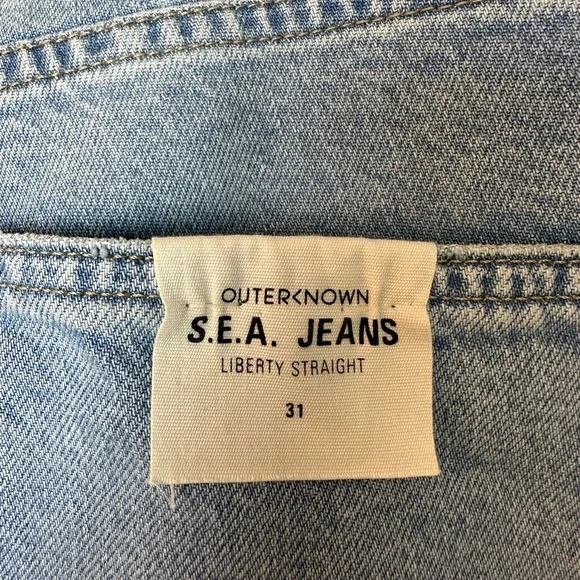 OUTERKNOWN
S.E.A. JEANS
LIBERTY STRAIGHT
31